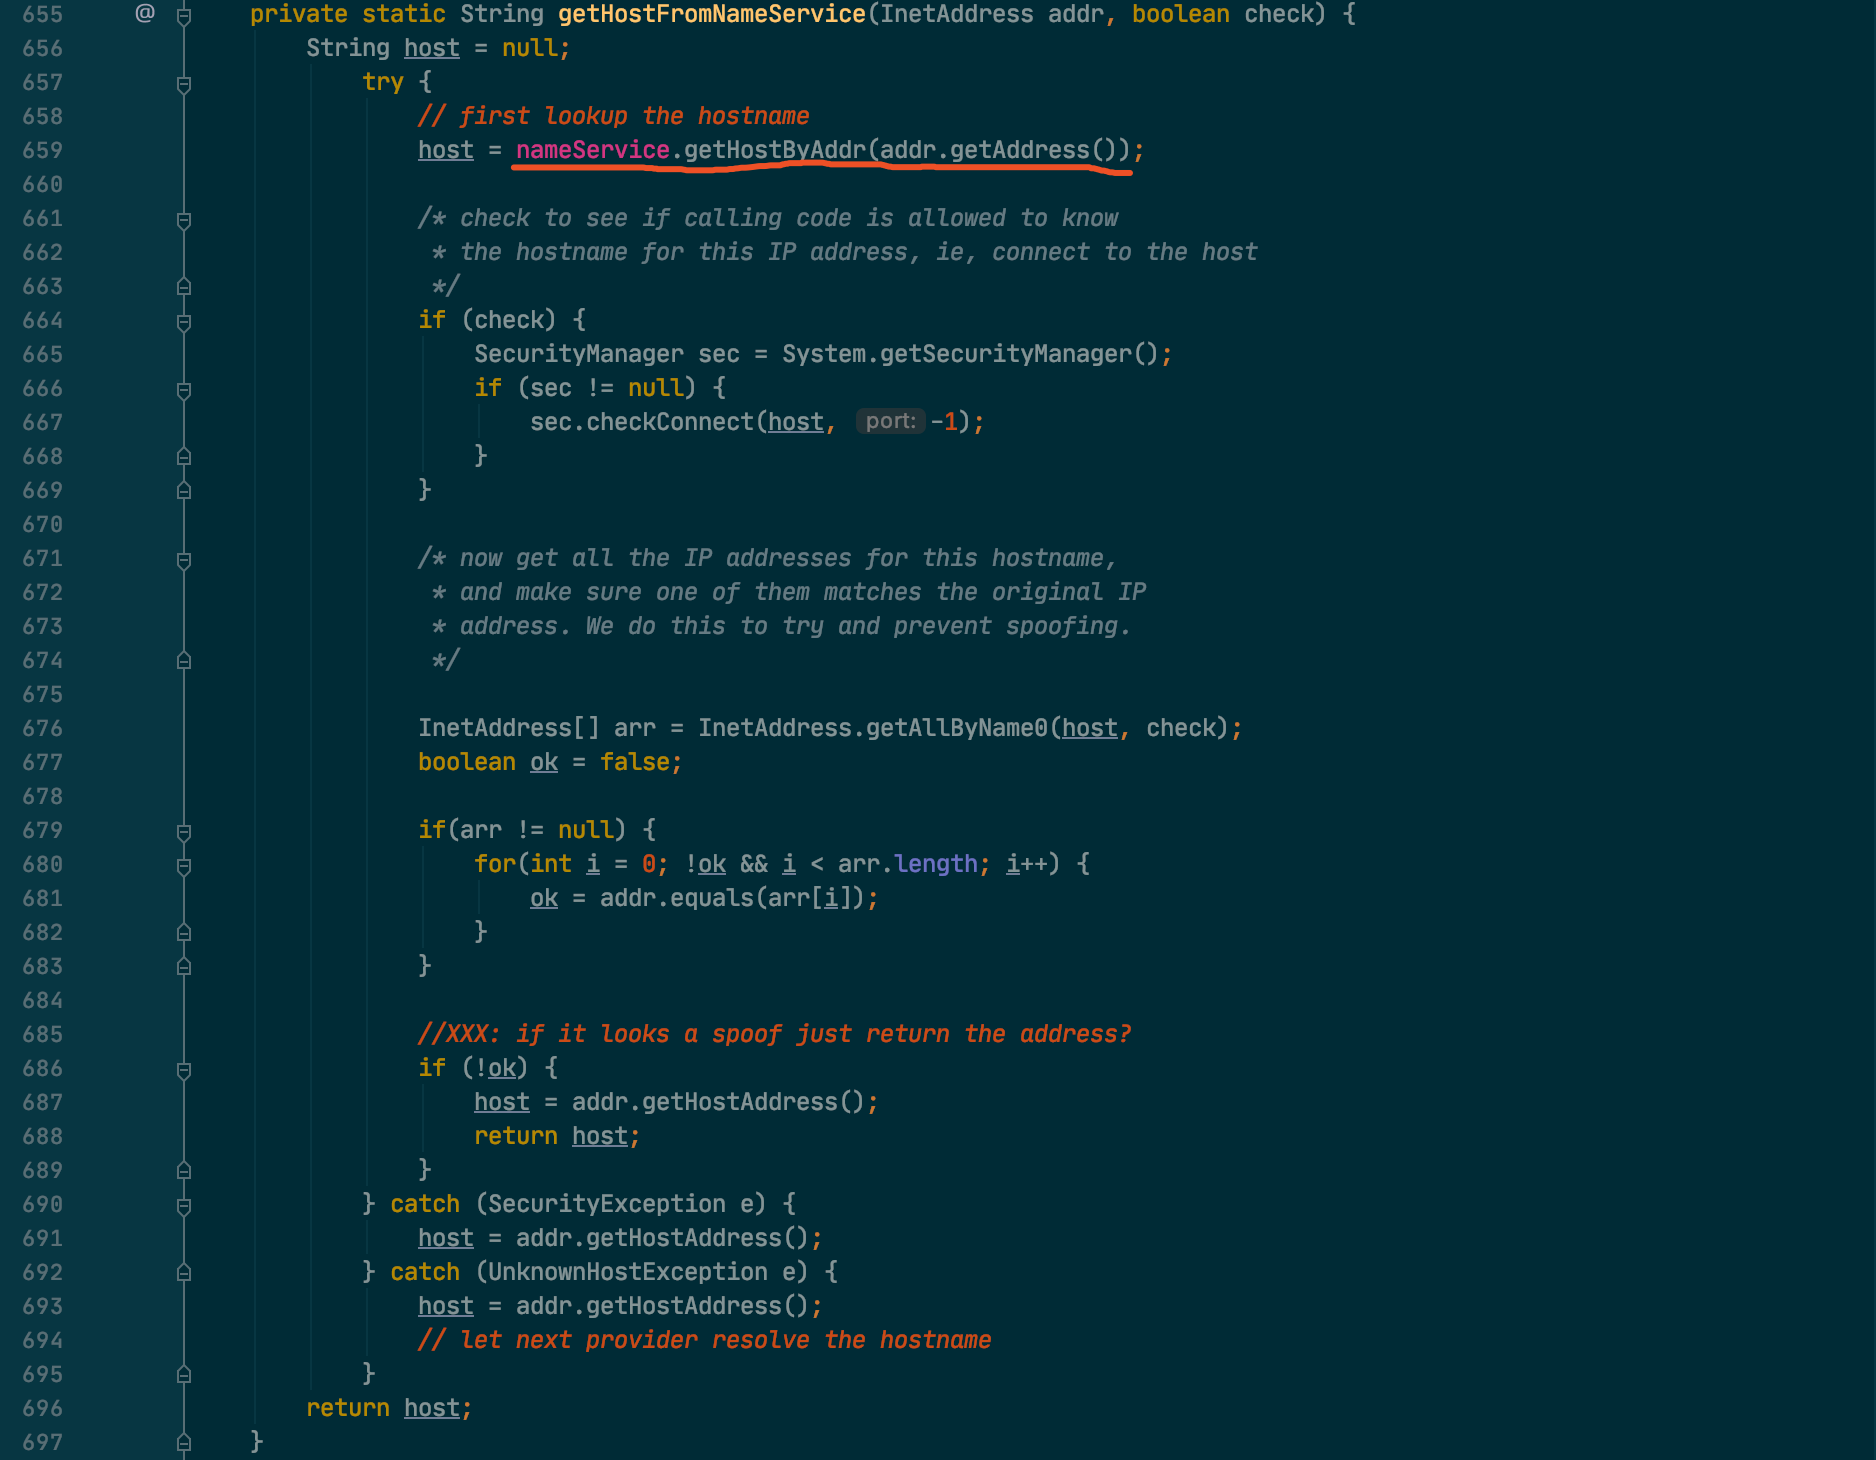 655 @ private static String getHostFromNameService(InetAddress addr, boolean check) {
656 String host = null;
657 try {
658 // first lookup the hostname
659 host = nameService.getHostByAddr(addr.getAddress());
660
661 /* check to see if calling code is allowed to know
662 * the hostname for this IP address, ie, connect to the host
663 */
664 if (check) {
665 SecurityManager sec = System.getSecurityManager();
666 if (sec != null) {
667 sec.checkConnect(host, port: -1);
668 }
669 }
670
671 /* now get all the IP addresses for this hostname,
672 * and make sure one of them matches the original IP
673 * address. We do this to try and prevent spoofing.
674 */
675
676 InetAddress[] arr = InetAddress.getAllByName0(host, check);
677 boolean ok = false;
678
679 if(arr != null) {
680 for(int i = 0; !ok && i < arr.length; i++) {
681 ok = addr.equals(arr[i]);
682 }
683 }
684
685 //XXX: if it looks a spoof just return the address?
686 if (!ok) {
687 host = addr.getHostAddress();
688 return host;
689 }
690 } catch (SecurityException e) {
691 host = addr.getHostAddress();
692 } catch (UnknownHostException e) {
693 host = addr.getHostAddress();
694 // let next provider resolve the hostname
695 }
696 return host;
697 }